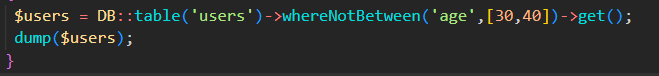 $users = DB::table('users')->whereNotBetween('age',[30,40])->get();
dump($users);
}